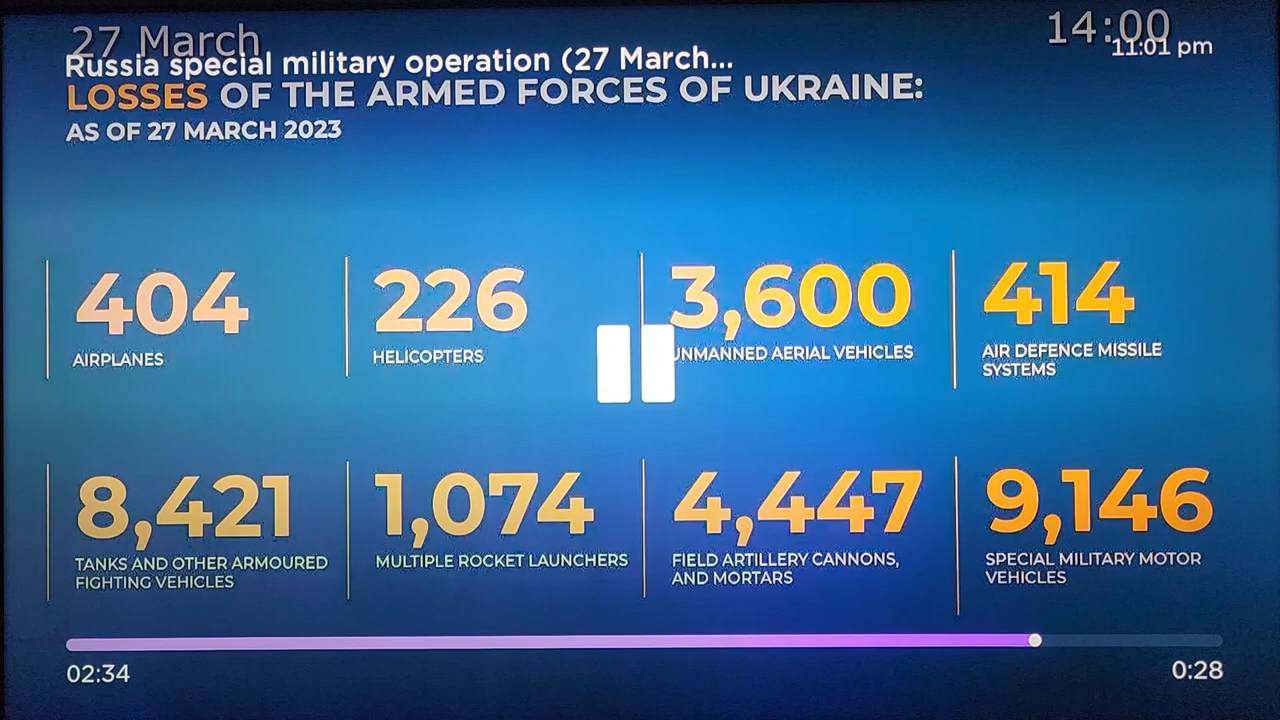 27 March
14:00
Russia special military operation (27 March...
11:01 pm
LOSSES OF THE ARMED FORCES OF UKRAINE:
AS OF 27 MARCH 2023
404
AIRPLANES
226
HELICOPTERS
3,600
UNMANNED AERIAL VEHICLES
414
AIR DEFENCE MISSILE
SYSTEMS
8,421
TANKS AND OTHER ARMOURED
FIGHTING VEHICLES
1,074
MULTIPLE ROCKET LAUNCHERS
4,447
FIELD ARTILLERY CANNONS,
AND MORTARS
9,146
SPECIAL MILITARY MOTOR
VEHICLES
02:34
0:28